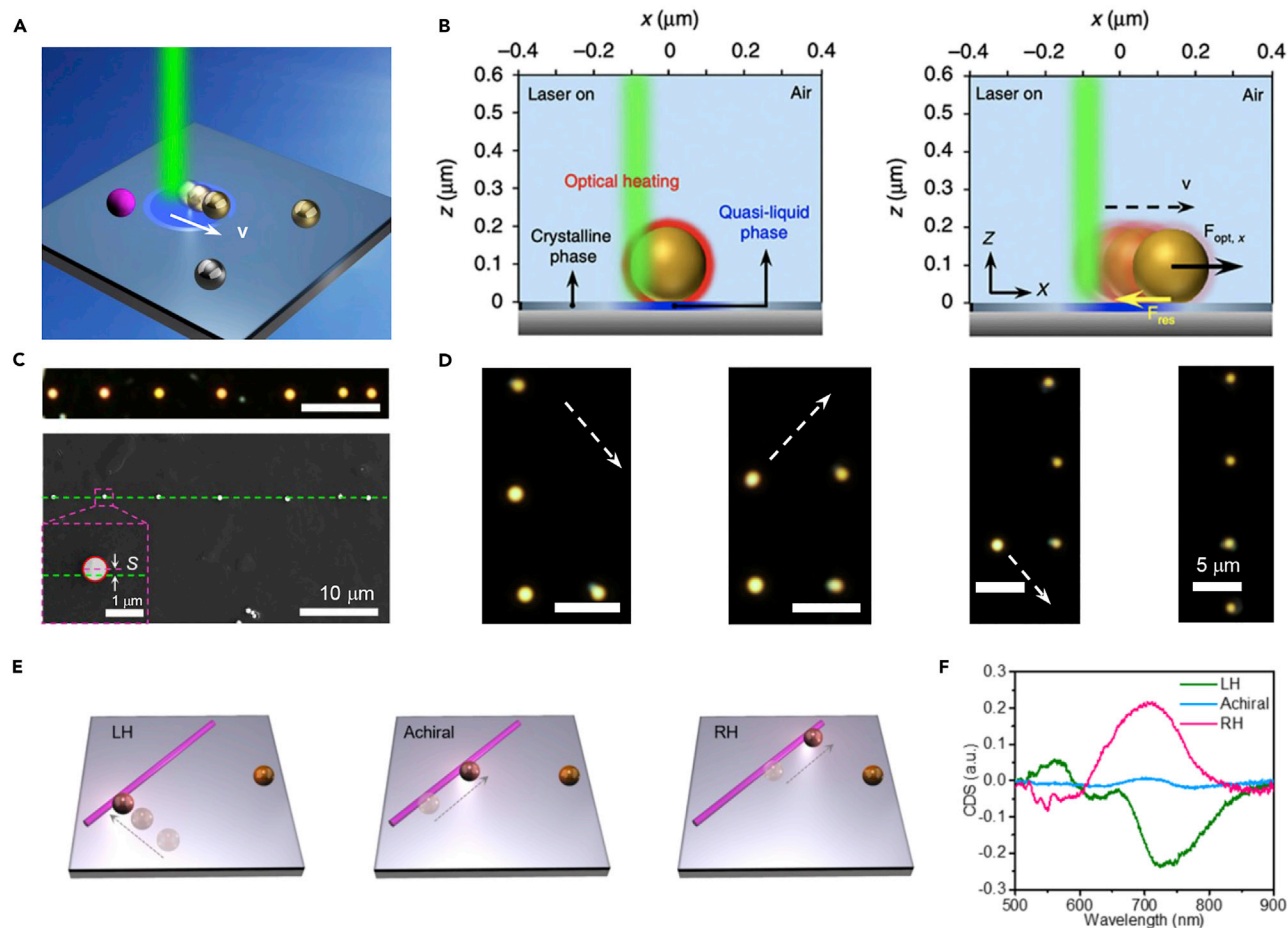 A
v
B
x (μm)
−0.4 −0.2 0 0.2 0.4
0.6
0.5
0.4
0.3
0.2
0.1
0
z (μm)
Laser on
Air
Optical heating
Quasi-liquid
phase
Crystalline
phase
x (μm)
−0.4 −0.2 0 0.2 0.4
0.6
0.5
0.4
0.3
0.2
0.1
0
z (μm)
Laser on
Air
v
Fopt, x
Z
X
Fres
C
S
1 μm
10 μm
D
5 μm
E
LH
Achiral
RH
F
0.3
0.2
0.1
0.0
-0.1
-0.2
-0.3
CDS (a.u.)
LH
Achiral
RH
500 600 700 800 900
Wavelength (nm)